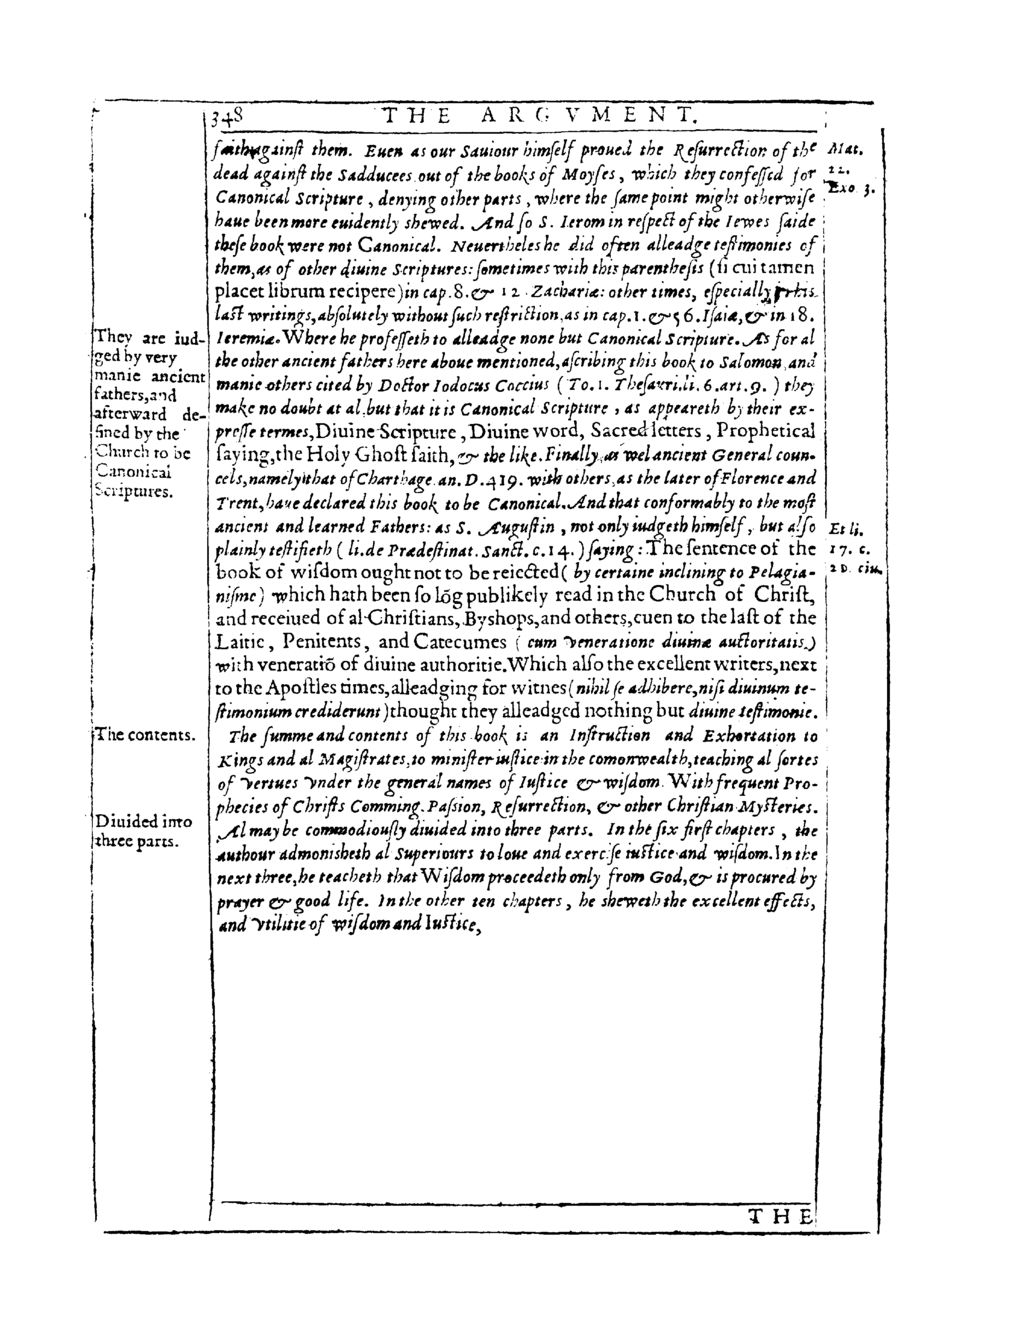 348 THE ARGVMENT.
faith against them. Euen as our Sauiour himſelf proued the Reſurrection of the
dead againſt the Sadducees out of the books of Moyſes, which they confeſſed for
Canonical Scripture, denying other parts, where the ſame point might otherwiſe
haue been more euidently shewed. And ſo S. Ierom in reſpect of the Iewes ſaide
theſe book were not Canonical. Neuertheles he did often alleadge teſtimonies of
them, as of other diuine Scriptures: ſometimes with this parentheſis (ſi cui tamen
placet librum recipere) in cap. 8. & 12. Zachariæ: other times, eſpecially in his
laſt writings, abſolutely without ſuch reſtriction, as in cap. 1. & 56. Iſaiæ, & in 18.
Ieremiæ. Where he profeſſeth to alleadge none but Canonical Scripture. As for al
the other ancient fathers here aboue mentioned, aſcribing this book to Salomon, and
manie others cited by Doctor Iodocus Coccius (To. 1. Theſauri. li. 6. art. 9.) they
make no doubt at al, but that it is Canonical Scripture, as appeareth by their ex-
preſſe termes, Diuine Scripture, Diuine word, Sacred letters, Prophetical
ſaying, the Holy Ghoſt ſaith, & the like. Finally, as wel ancient General coun-
cels, namely that of Charthage. an. D. 419. with others, as the later of Florence and
Trent, haue declared this book to be Canonical. And that conformably to the moſt
ancient and learned Fathers: as S. Auguſtin, not only iudgeth himſelf, but alſo
plainly teſtifieth (li. de Prædeſtinat. Sanct. c. 14.) ſaying: The ſentence of the
book of wiſdom ought not to be reiected (by certaine inclining to Pelagia-
niſme) which hath been ſo lōg publikely read in the Church of Chriſt,
and receiued of al Chriſtians, Byshops, and others, euen to the laſt of the
Laitie, Penitents, and Catecumes (cum veneratione diuinæ auctoritatis.)
with veneratiō of diuine authoritie. Which alſo the excellent writers, next
to the Apoſtles times, alleadging for witnes (nihil ſe adhibere, niſi diuinum te-
ſtimonium crediderunt) thought they alleadged nothing but diuine teſtimonie.
The ſumme and contents of this book is an Inſtruction and Exhortation to
Kings and al Magiſtrates, to miniſter iuſtice in the comonwealth, teaching al ſortes
of vertues vnder the general names of Iuſtice & wiſdom. With frequent Pro-
phecies of Chriſts Comming, Paſsion, Reſurrection, & other Chriſtian Myſteries.
Al may be commodiouſly diuided into three parts. In the ſix firſt chapters, the
authour admonisheth al Superiours to loue and exerciſe iuſtice and wiſdom. In the
next three, he teacheth that Wiſdom proceedeth only from God, & is procured by
prayer & good life. In the other ten chapters, he sheweth the excellent effects,
and vtilitie of wiſdom and Iuſtice,
They are iud-
ged by very
manie ancient
fathers, and
afterward de-
fined by the
Church to be
Canonical
Scriptures.
The contents.
Diuided into
three parts.
Mat.
22.
Exo 3.
Et li.
17. c.
2 D. ciu.
THE